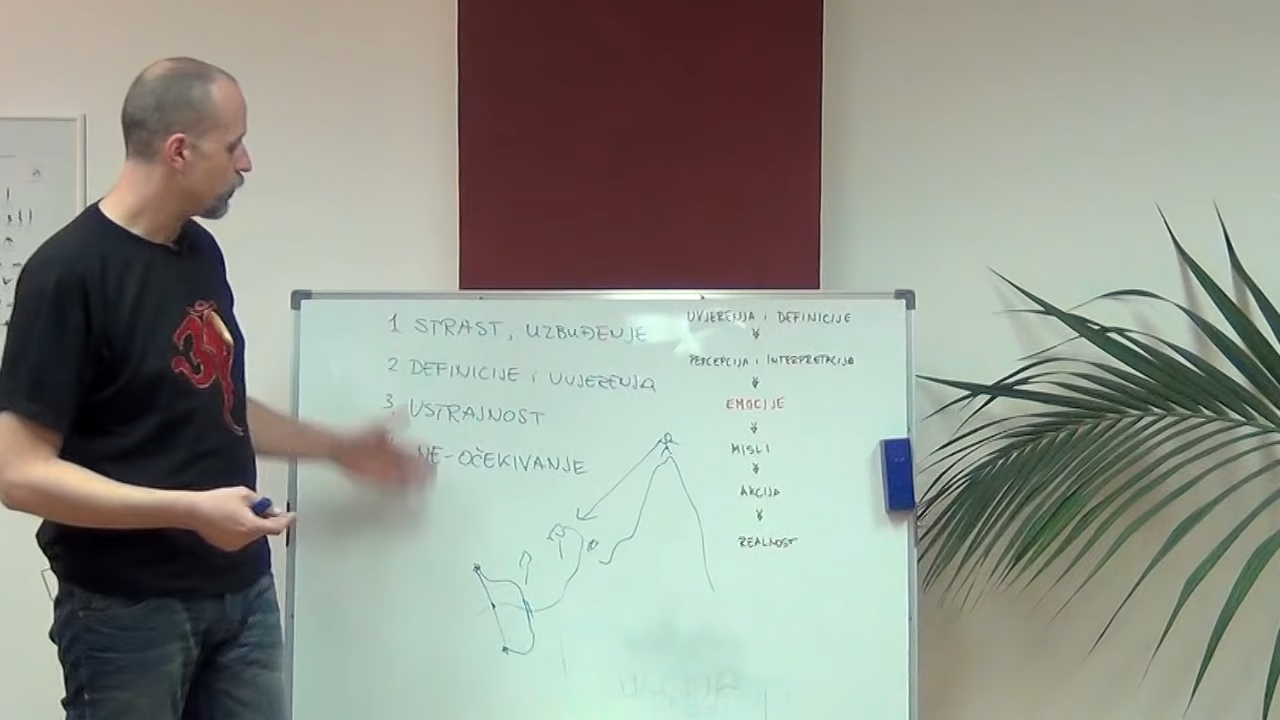 1 STRAST, UZBUĐENJE
2 DEFINICIJE i UVJERENJA
3. USTRAJNOST
NE-OČEKIVANJE
UVJERENJA i DEFINICIJE
PERCEPCIJA i INTERPRETACIJA
EMOCIJE
MISLI
AKCIJA
REALNOST